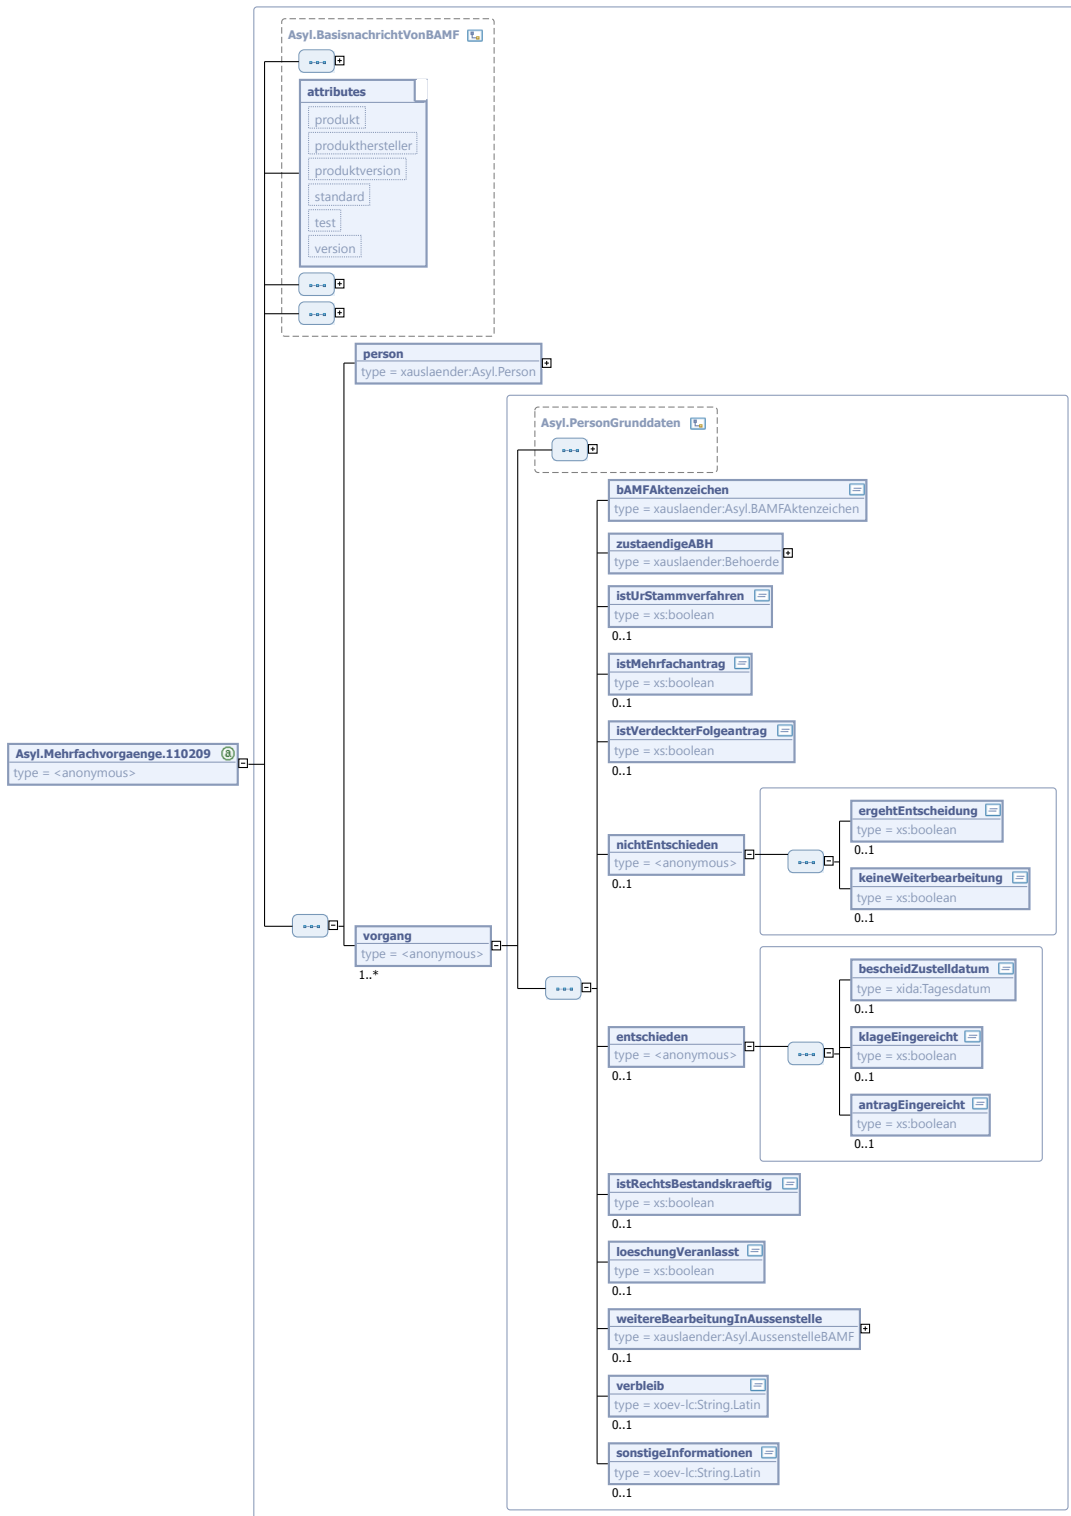 Asyl.BasisnachrichtVonBAMF
attributes
produkt
produkthersteller
produktversion
standard
test
version
person
type = xauslaender:Asyl.Person
Asyl.PersonGrunddaten
bAMFAktenzeichen
type = xauslaender:Asyl.BAMFAktenzeichen
zustaendigeABH
type = xauslaender:Behoerde
istUrStammverfahren
type = xs:boolean
0..1
istMehrfachantrag
type = xs:boolean
0..1
istVerdeckterFolgeantrag
type = xs:boolean
0..1
Asyl.Mehrfachvorgaenge.110209
a
type = <anonymous>
nichtEntschieden
type = <anonymous>
0..1
ergehtEntscheidung
type = xs:boolean
0..1
keineWeiterbearbeitung
type = xs:boolean
0..1
vorgang
type = <anonymous>
1..*
entschieden
type = <anonymous>
0..1
bescheidZustelldatum
type = xida:Tagesdatum
0..1
klageEingereicht
type = xs:boolean
0..1
antragEingereicht
type = xs:boolean
0..1
istRechtsBestandskraeftig
type = xs:boolean
0..1
loeschungVeranlasst
type = xs:boolean
0..1
weitereBearbeitungInAussenstelle
type = xauslaender:Asyl.AussenstelleBAMF
0..1
verbleib
type = xoev-lc:String.Latin
0..1
sonstigeInformationen
type = xoev-lc:String.Latin
0..1